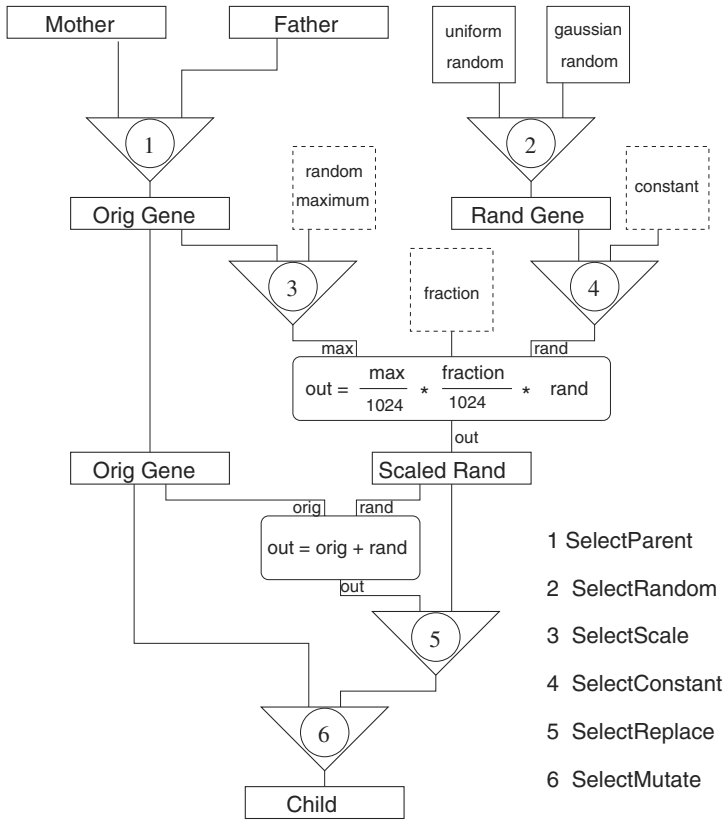 Mother
Father
uniform
random
gaussian
random
1
2
random
maximum
constant
Orig Gene
Rand Gene
3
fraction
4
max
rand
out = max/1024 * fraction/1024 * rand
out
Orig Gene
Scaled Rand
orig
rand
out = orig + rand
out
5
6
Child
1 SelectParent
2 SelectRandom
3 SelectScale
4 SelectConstant
5 SelectReplace
6 SelectMutate